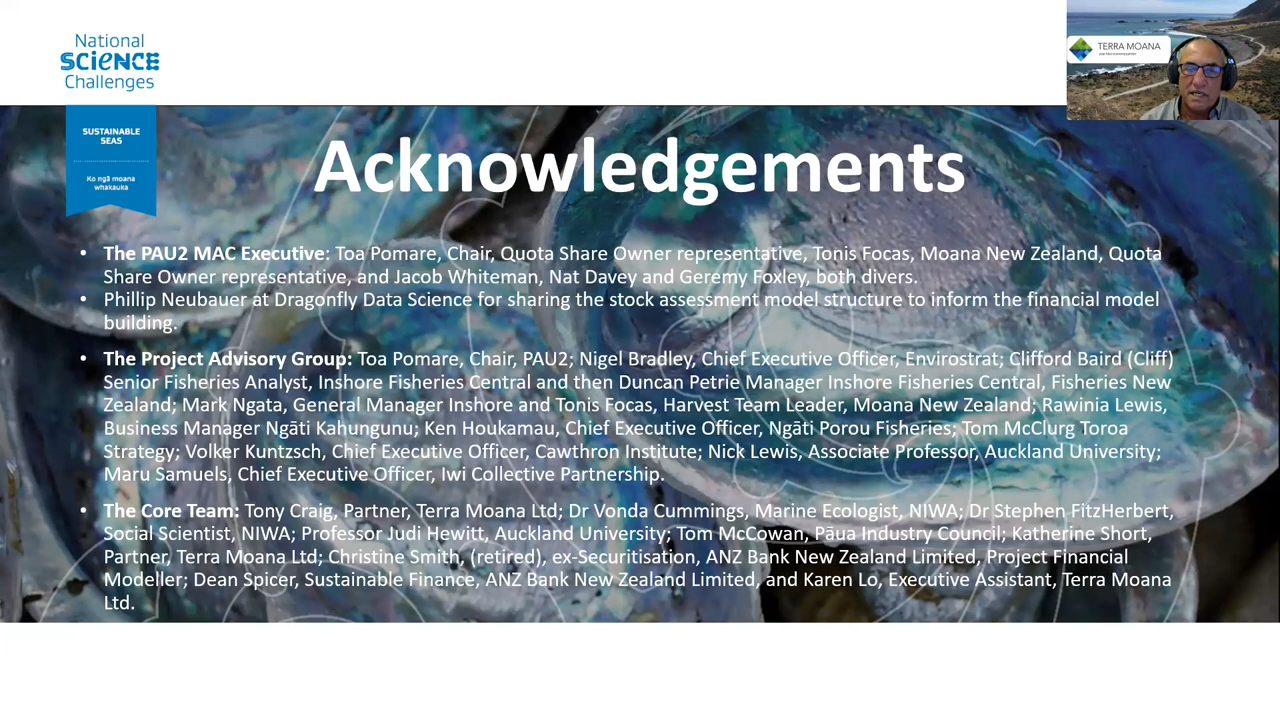 National
SCIENCE
Challenges
TERRA MOANA
SUSTAINABLE
SEAS
Ko ngā moana
whakauka
Acknowledgements
• The PAU2 MAC Executive: Toa Pomare, Chair, Quota Share Owner representative, Tonis Focas, Moana New Zealand, Quota
Share Owner representative, and Jacob Whiteman, Nat Davey and Geremy Foxley, both divers.
• Phillip Neubauer at Dragonfly Data Science for sharing the stock assessment model structure to inform the financial model
building.
• The Project Advisory Group: Toa Pomare, Chair, PAU2; Nigel Bradley, Chief Executive Officer, Envirostrat; Clifford Baird (Cliff)
Senior Fisheries Analyst, Inshore Fisheries Central and then Duncan Petrie Manager Inshore Fisheries Central, Fisheries New
Zealand; Mark Ngata, General Manager Inshore and Tonis Focas, Harvest Team Leader, Moana New Zealand; Rawinia Lewis,
Business Manager Ngāti Kahungunu; Ken Houkamau, Chief Executive Officer, Ngāti Porou Fisheries; Tom McClurg Toroa
Strategy; Volker Kuntzsch, Chief Executive Officer, Cawthron Institute; Nick Lewis, Associate Professor, Auckland University;
Maru Samuels, Chief Executive Officer, Iwi Collective Partnership.
• The Core Team: Tony Craig, Partner, Terra Moana Ltd; Dr Vonda Cummings, Marine Ecologist, NIWA; Dr Stephen FitzHerbert,
Social Scientist, NIWA; Professor Judi Hewitt, Auckland University; Tom McCowan, Pāua Industry Council; Katherine Short,
Partner, Terra Moana Ltd; Christine Smith, (retired), ex-Securitisation, ANZ Bank New Zealand Limited, Project Financial
Modeller; Dean Spicer, Sustainable Finance, ANZ Bank New Zealand Limited, and Karen Lo, Executive Assistant, Terra Moana
Ltd.